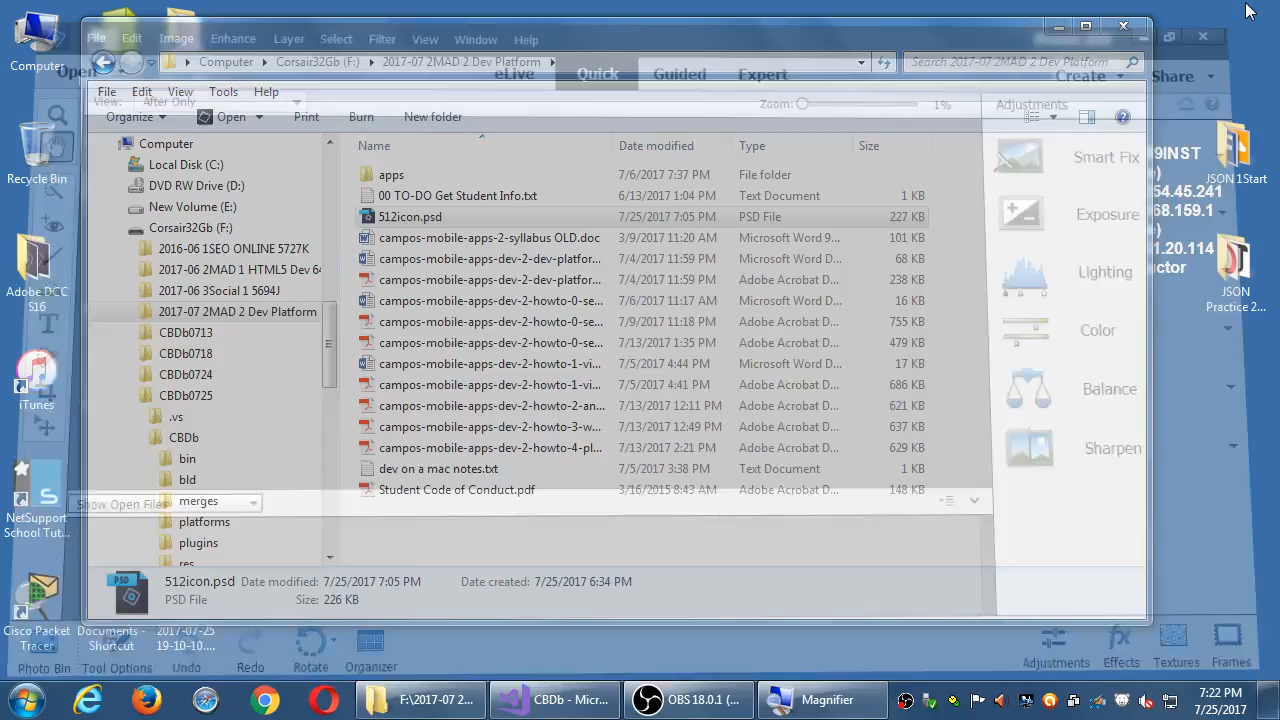 Computer
Recycle Bin
Adobe DCC
S16
iTunes
NetSupport
School Tut...
Cisco Packet
Tracer
Documents -
Shortcut
2017-07-25
19-10-10....
File Edit Image Enhance Layer Select Filter View Window Help
Computer Corsair32Gb (F:) 2017-07 2MAD 2 Dev Platform
Search 2017-07 2MAD 2 Dev Platform
Open eLive Quick Guided Expert Create Share
File Edit View Tools Help
View: After Only Zoom: 1% Adjustments
Organize Open Print Burn New folder
Computer
Local Disk (C:)
DVD RW Drive (D:)
New Volume (E:)
Corsair32Gb (F:)
2016-06 1SEO ONLINE 5727K
2017-06 2MAD 1 HTML5 Dev 64
2017-06 3Social 1 5694J
2017-07 2MAD 2 Dev Platform
CBDb0713
CBDb0718
CBDb0724
CBDb0725
.vs
CBDb
bin
bld
merges
platforms
plugins
res
Show Open Files
Name Date modified Type Size
apps 7/6/2017 7:37 PM File folder
00 TO-DO Get Student Info.txt 6/13/2017 1:04 PM Text Document 1 KB
512icon.psd 7/25/2017 7:05 PM PSD File 227 KB
campos-mobile-apps-2-syllabus OLD.doc 3/9/2017 11:20 AM Microsoft Word 9... 101 KB
campos-mobile-apps-dev-2-dev-platfor... 7/4/2017 11:59 PM Microsoft Word D... 68 KB
campos-mobile-apps-dev-2-dev-platfor... 7/4/2017 11:59 PM Adobe Acrobat D... 238 KB
campos-mobile-apps-dev-2-howto-0-se... 7/6/2017 11:17 AM Microsoft Word D... 16 KB
campos-mobile-apps-dev-2-howto-0-se... 7/9/2017 11:18 PM Adobe Acrobat D... 755 KB
campos-mobile-apps-dev-2-howto-0-se... 7/13/2017 1:35 PM Adobe Acrobat D... 479 KB
campos-mobile-apps-dev-2-howto-1-vi... 7/5/2017 4:44 PM Microsoft Word D... 17 KB
campos-mobile-apps-dev-2-howto-1-vi... 7/5/2017 4:41 PM Adobe Acrobat D... 686 KB
campos-mobile-apps-dev-2-howto-2-an... 7/13/2017 12:11 PM Adobe Acrobat D... 621 KB
campos-mobile-apps-dev-2-howto-3-w... 7/13/2017 12:49 PM Adobe Acrobat D... 637 KB
campos-mobile-apps-dev-2-howto-4-pl... 7/13/2017 2:21 PM Adobe Acrobat D... 629 KB
dev on a mac notes.txt 7/5/2017 3:38 PM Text Document 1 KB
Student Code of Conduct.pdf 3/16/2015 8:43 AM Adobe Acrobat D... 148 KB
Smart Fix
Exposure
Lighting
Color
Balance
Sharpen
9INST
54.45.241
68.159.1
1.20.114
ctor
JSON 1Start
JSON
Practice 2...
PSD
512icon.psd Date modified: 7/25/2017 7:05 PM Date created: 7/25/2017 6:34 PM
PSD File Size: 226 KB
Photo Bin Tool Options Undo Redo Rotate Organizer Adjustments Effects Textures Frames
F:\2017-07 2... CBDb - Micr... OBS 18.0.1 (... Magnifier
7:22 PM
7/25/2017